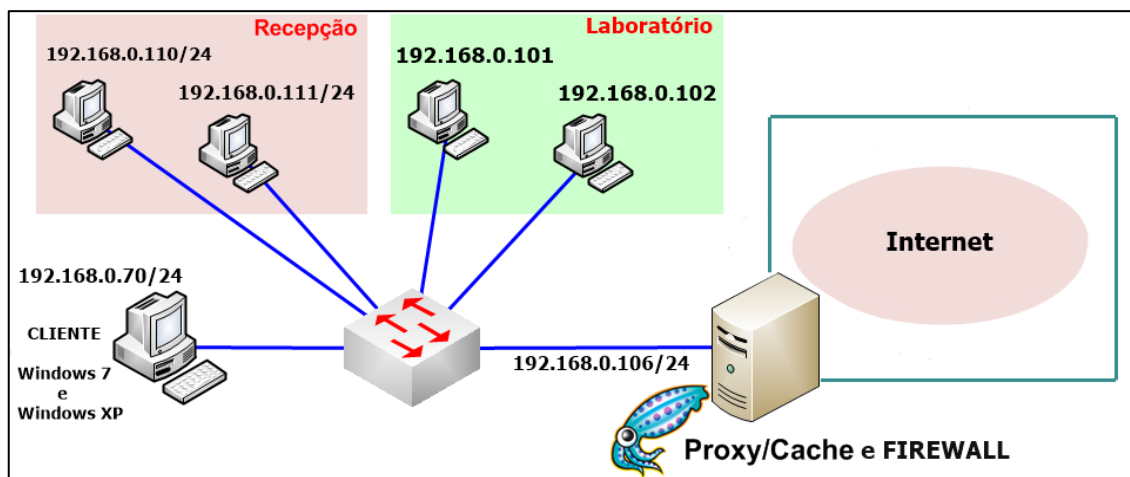 Recepção
192.168.0.110/24
192.168.0.111/24
Laboratório
192.168.0.101
192.168.0.102
Internet
192.168.0.70/24
CLIENTE
Windows 7
e
Windows XP
192.168.0.106/24
Proxy/Cache e FIREWALL